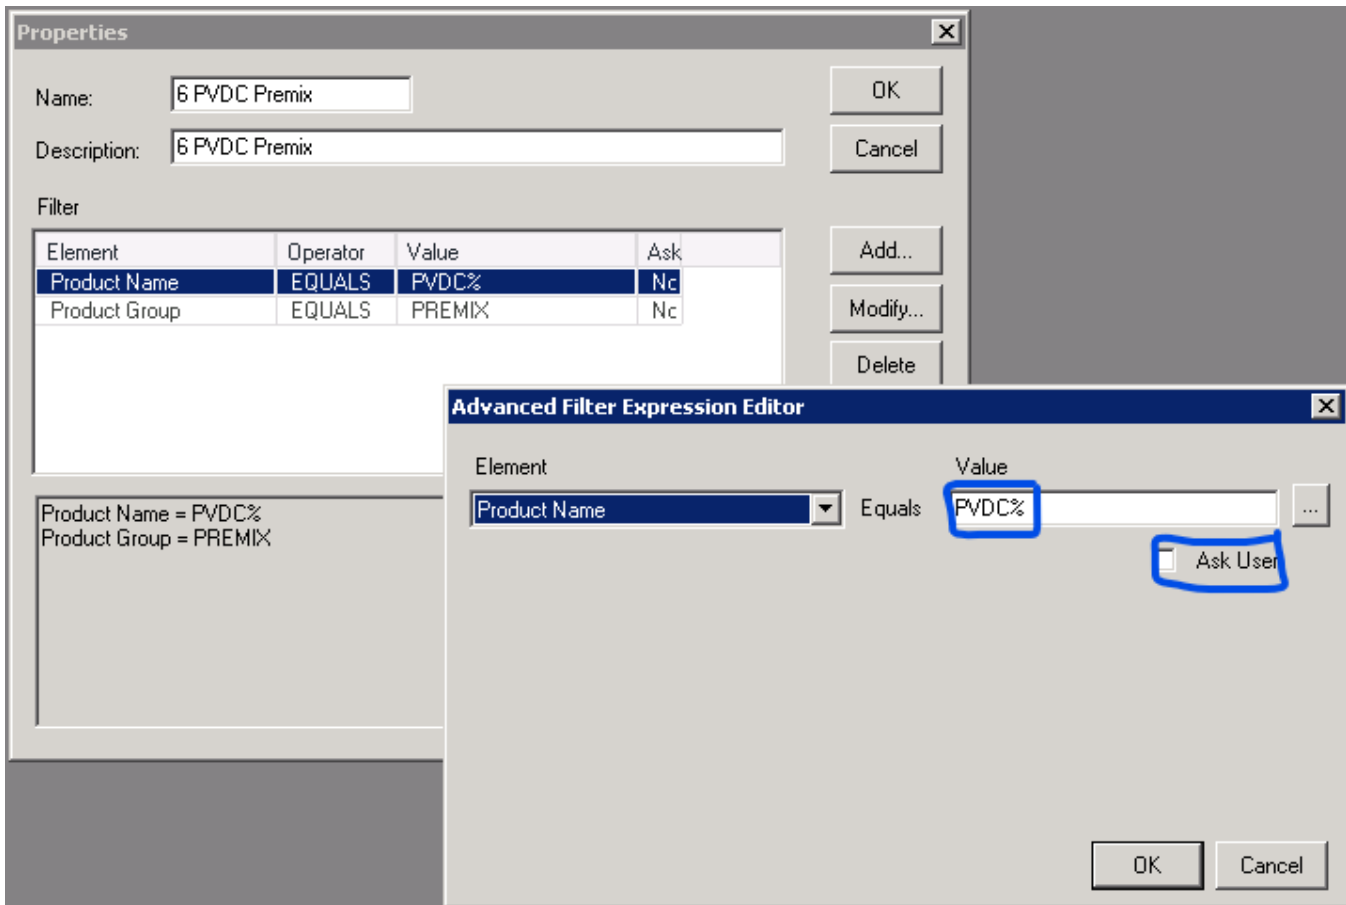 Properties
Name: 6 PVDC Premix OK
Description: 6 PVDC Premix Cancel
Filter
Element Operator Value Ask Add...
Product Name EQUALS PVDC% Nc
Product Group EQUALS PREMIX Nc Modify...
Delete
Product Name = PVDC%
Product Group = PREMIX
Advanced Filter Expression Editor
Element Value
Product Name Equals PVDC% ...
Ask User
OK Cancel